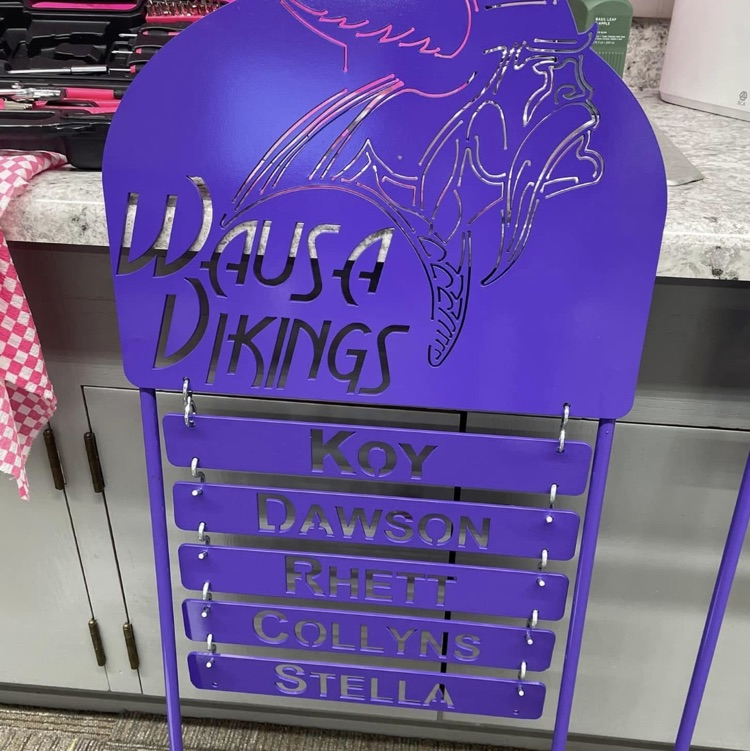 WAUSA
VIKINGS
KOY
DAWSON
RHETT
COLLYNS
STELLA